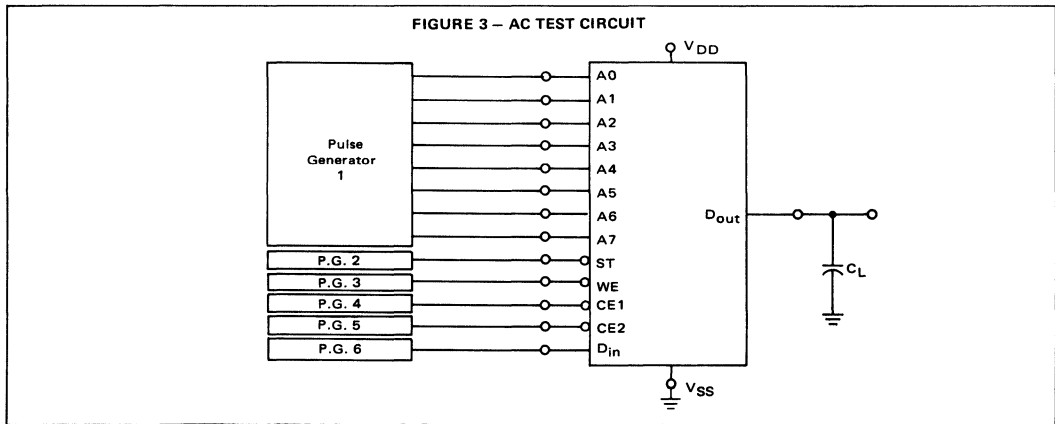 FIGURE 3 – AC TEST CIRCUIT
VDD
Pulse
Generator
1
A0
A1
A2
A3
A4
A5
A6
A7
Dout
CL
P.G. 2
ST
P.G. 3
WE
P.G. 4
CE1
P.G. 5
CE2
P.G. 6
Din
VSS